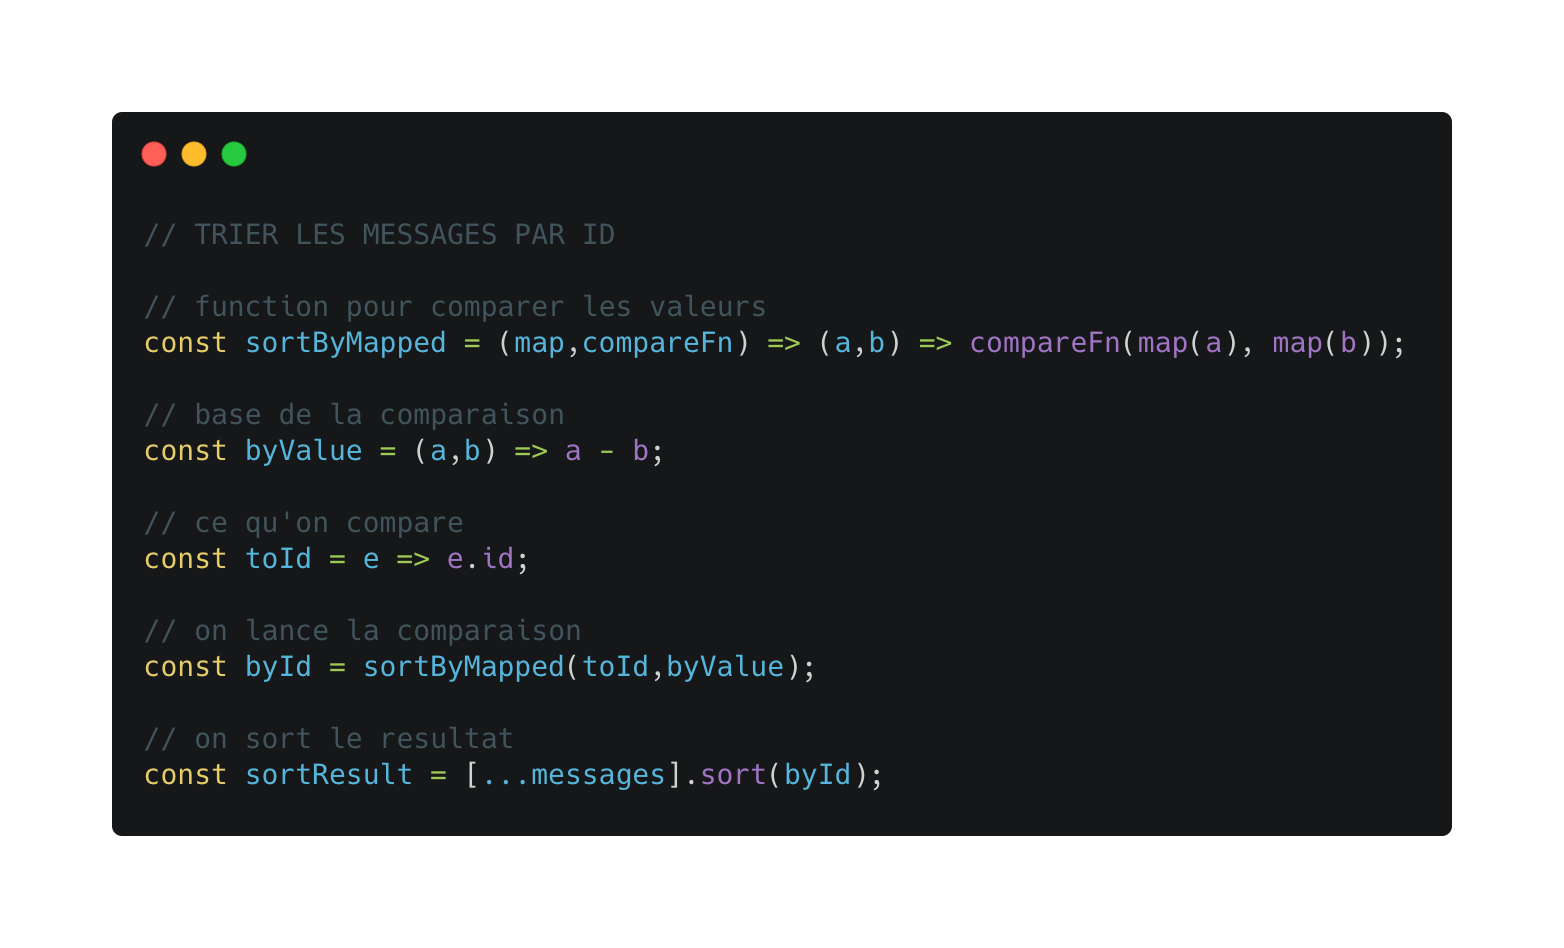 // TRIER LES MESSAGES PAR ID
// function pour comparer les valeurs
const sortByMapped = (map,compareFn) => (a,b) => compareFn(map(a), map(b));
// base de la comparaison
const byValue = (a,b) => a - b;
// ce qu'on compare
const toId = e => e.id;
// on lance la comparaison
const byId = sortByMapped(toId,byValue);
// on sort le resultat
const sortResult = [...messages].sort(byId);